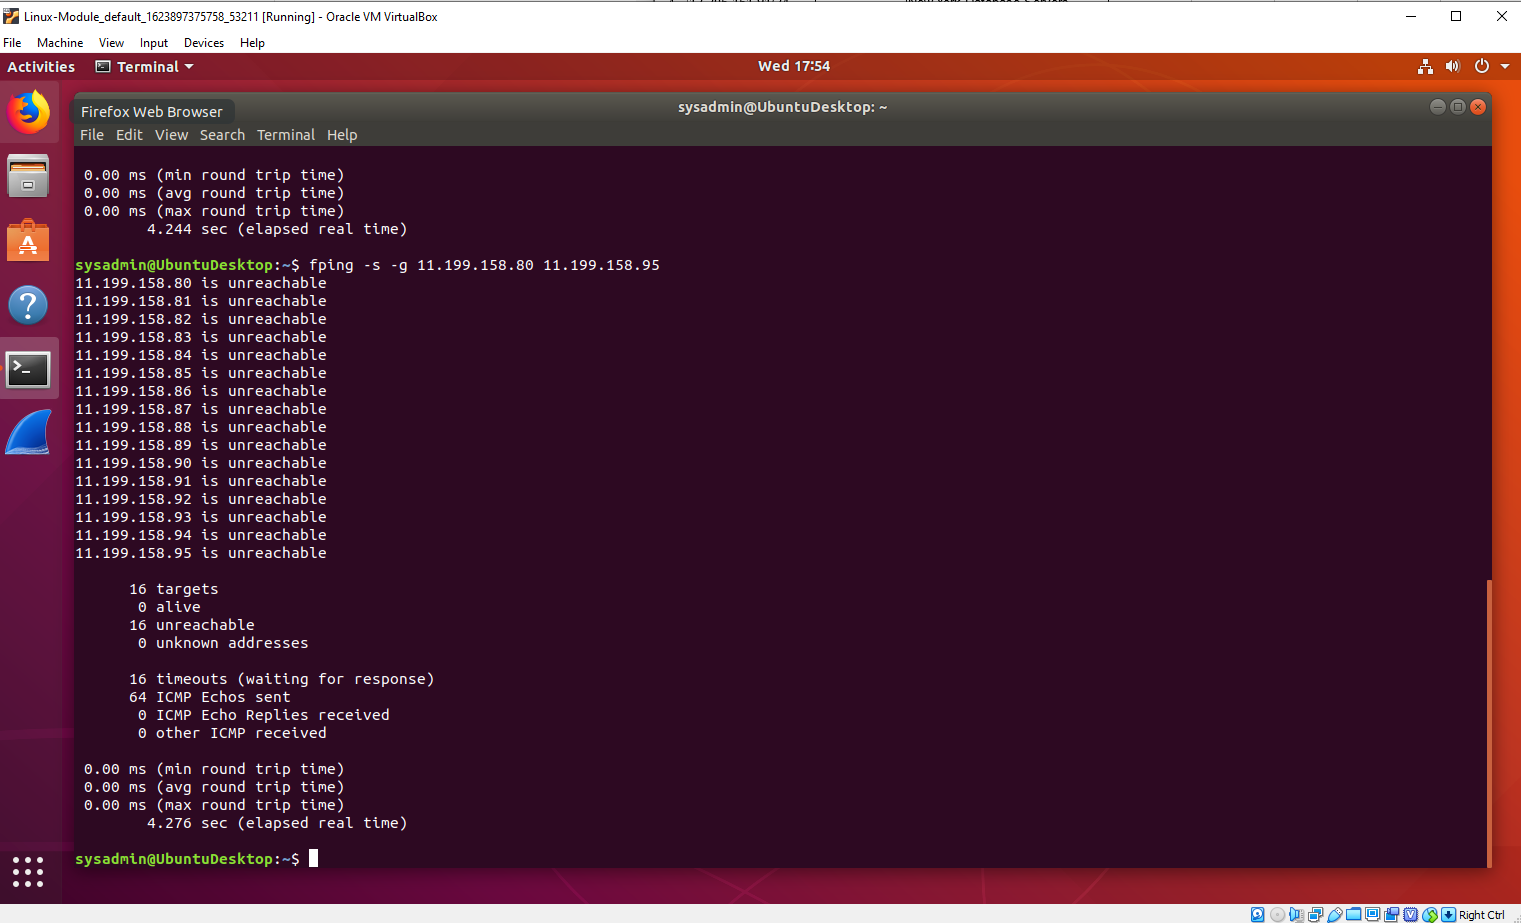 Linux-Module_default_1623897375758_53211 [Running] - Oracle VM VirtualBox
File Machine View Input Devices Help
Activities Terminal Wed 17:54
Firefox Web Browser
sysadmin@UbuntuDesktop: ~
File Edit View Search Terminal Help
0.00 ms (min round trip time)
0.00 ms (avg round trip time)
0.00 ms (max round trip time)
4.244 sec (elapsed real time)
sysadmin@UbuntuDesktop:~$ fping -s -g 11.199.158.80 11.199.158.95
11.199.158.80 is unreachable
11.199.158.81 is unreachable
11.199.158.82 is unreachable
11.199.158.83 is unreachable
11.199.158.84 is unreachable
11.199.158.85 is unreachable
11.199.158.86 is unreachable
11.199.158.87 is unreachable
11.199.158.88 is unreachable
11.199.158.89 is unreachable
11.199.158.90 is unreachable
11.199.158.91 is unreachable
11.199.158.92 is unreachable
11.199.158.93 is unreachable
11.199.158.94 is unreachable
11.199.158.95 is unreachable
16 targets
0 alive
16 unreachable
0 unknown addresses
16 timeouts (waiting for response)
64 ICMP Echos sent
0 ICMP Echo Replies received
0 other ICMP received
0.00 ms (min round trip time)
0.00 ms (avg round trip time)
0.00 ms (max round trip time)
4.276 sec (elapsed real time)
sysadmin@UbuntuDesktop:~$
Right Ctrl